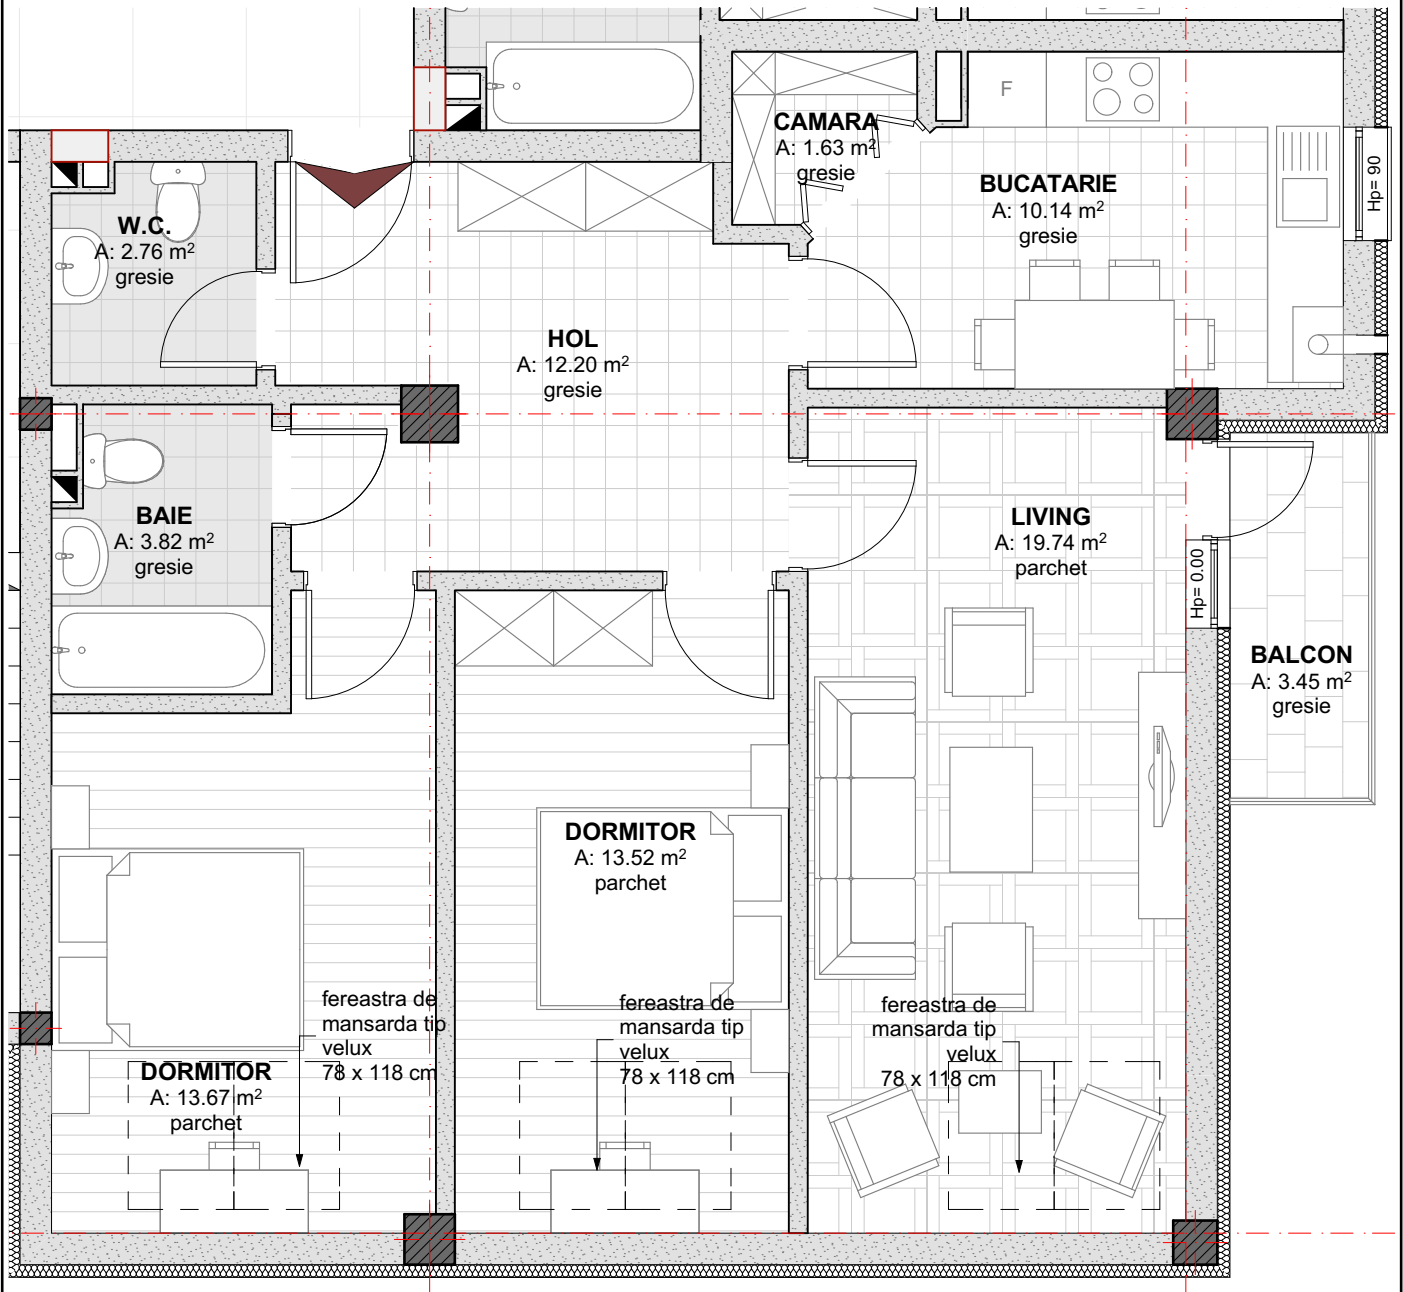 CAMARA
A: 1.63 m²
gresie
F
BUCATARIE
A: 10.14 m²
gresie
Hp= 90
W.C.
A: 2.76 m²
gresie
HOL
A: 12.20 m²
gresie
BAIE
A: 3.82 m²
gresie
LIVING
A: 19.74 m²
parchet
Hp= 0.00
BALCON
A: 3.45 m²
gresie
DORMITOR
A: 13.52 m²
parchet
fereastra de
mansarda tip
velux
78 x 118 cm
fereastra de
mansarda tip
velux
78 x 118 cm
fereastra de
mansarda tip
velux
78 x 118 cm
DORMITOR
A: 13.67 m²
parchet